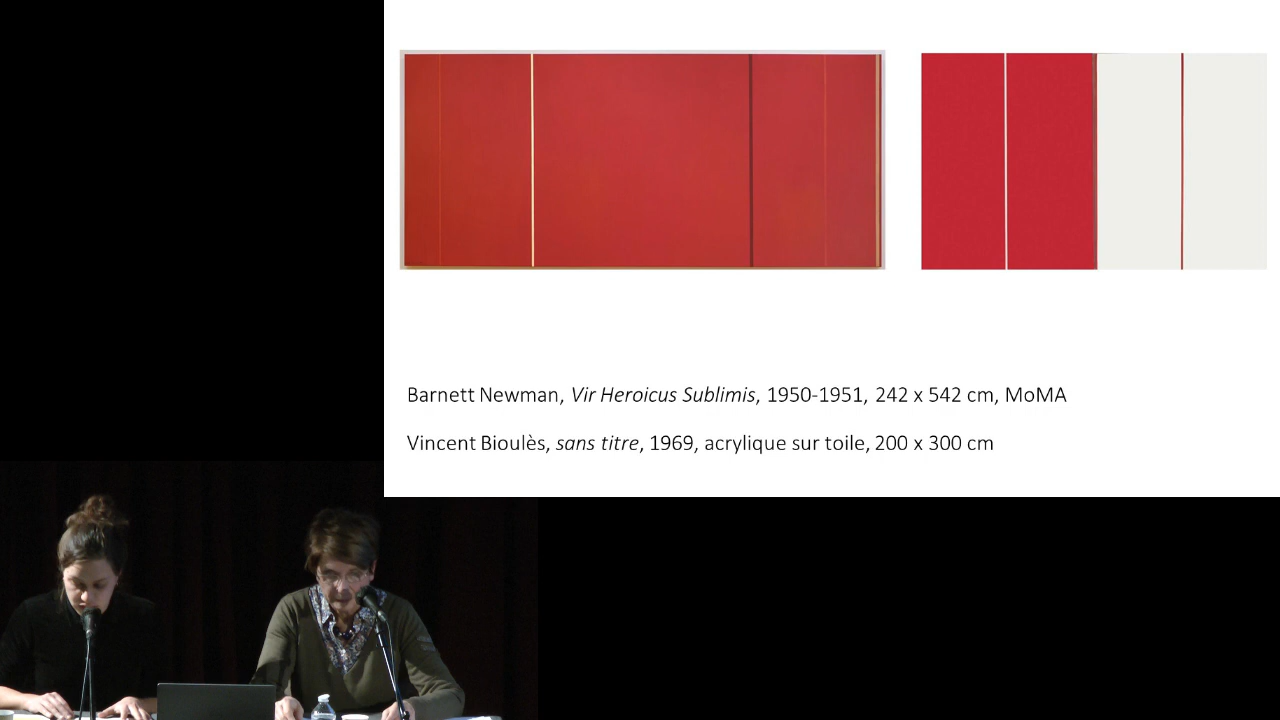 Barnett Newman, Vir Heroicus Sublimis, 1950-1951, 242 x 542 cm, MoMA
Vincent Bioulès, sans titre, 1969, acrylique sur toile, 200 x 300 cm